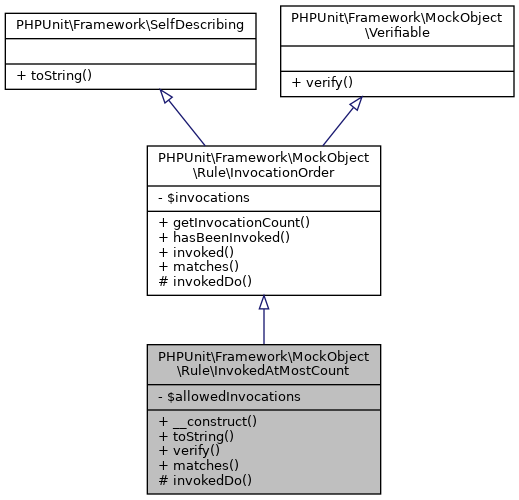 PHPUnit\Framework\SelfDescribing
+ toString()
PHPUnit\Framework\MockObject
\Verifiable
+ verify()
PHPUnit\Framework\MockObject
\Rule\InvocationOrder
- $invocations
+ getInvocationCount()
+ hasBeenInvoked()
+ invoked()
+ matches()
# invokedDo()
PHPUnit\Framework\MockObject
\Rule\InvokedAtMostCount
- $allowedInvocations
+ __construct()
+ toString()
+ verify()
+ matches()
# invokedDo()